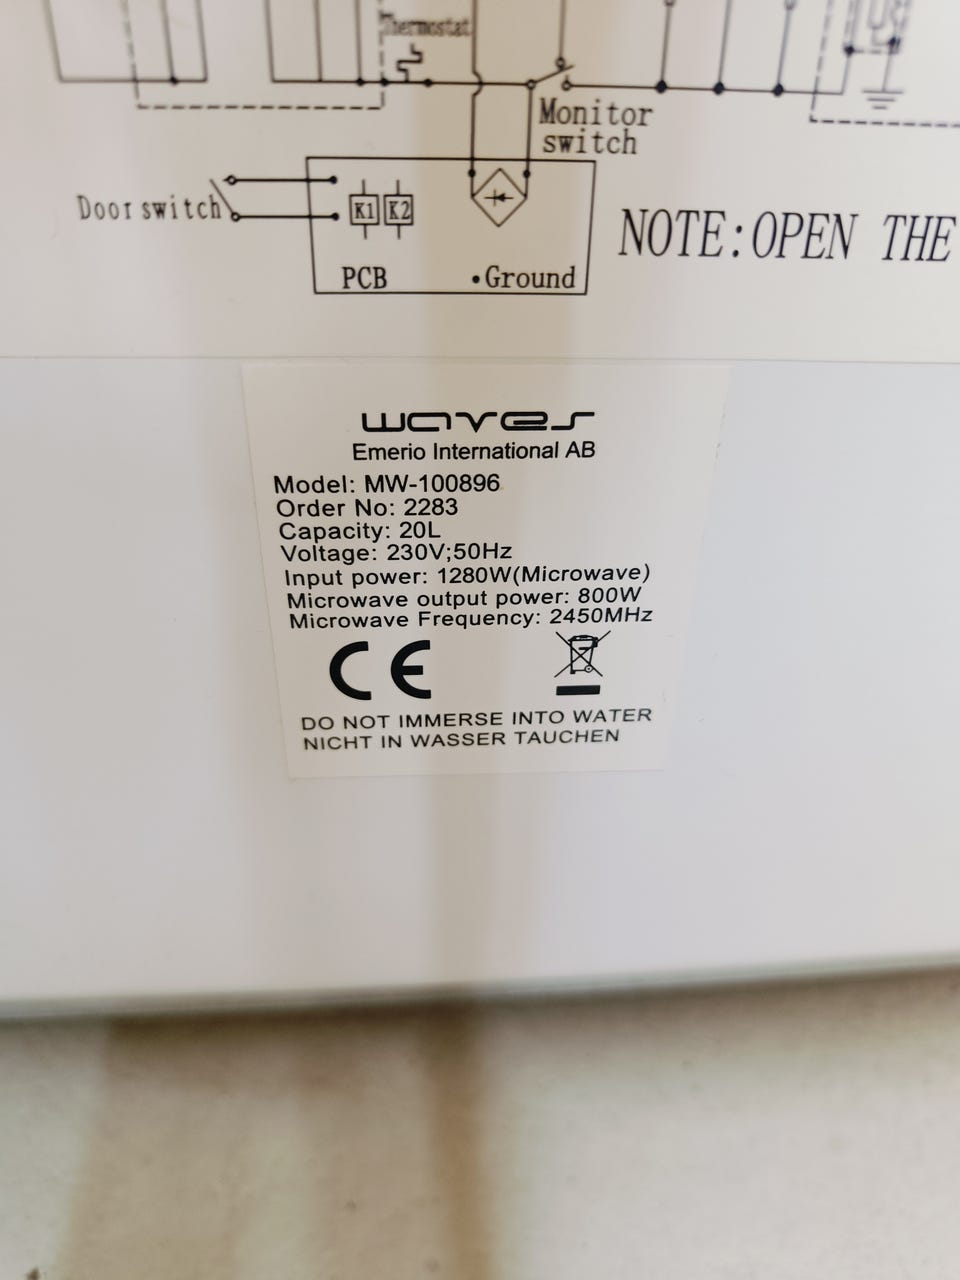 Thermostat
Monitor
switch
Door switch
K1 K2
PCB
Ground
NOTE:OPEN THE
waves
Emerio International AB
Model: MW-100896
Order No: 2283
Capacity: 20L
Voltage: 230V;50Hz
Input power: 1280W(Microwave)
Microwave output power: 800W
Microwave Frequency: 2450MHz
CE
DO NOT IMMERSE INTO WATER
NICHT IN WASSER TAUCHEN